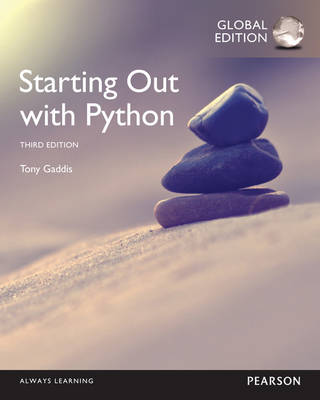 GLOBAL
EDITION
Starting Out
with Python
THIRD EDITION
Tony Gaddis
ALWAYS LEARNING
PEARSON